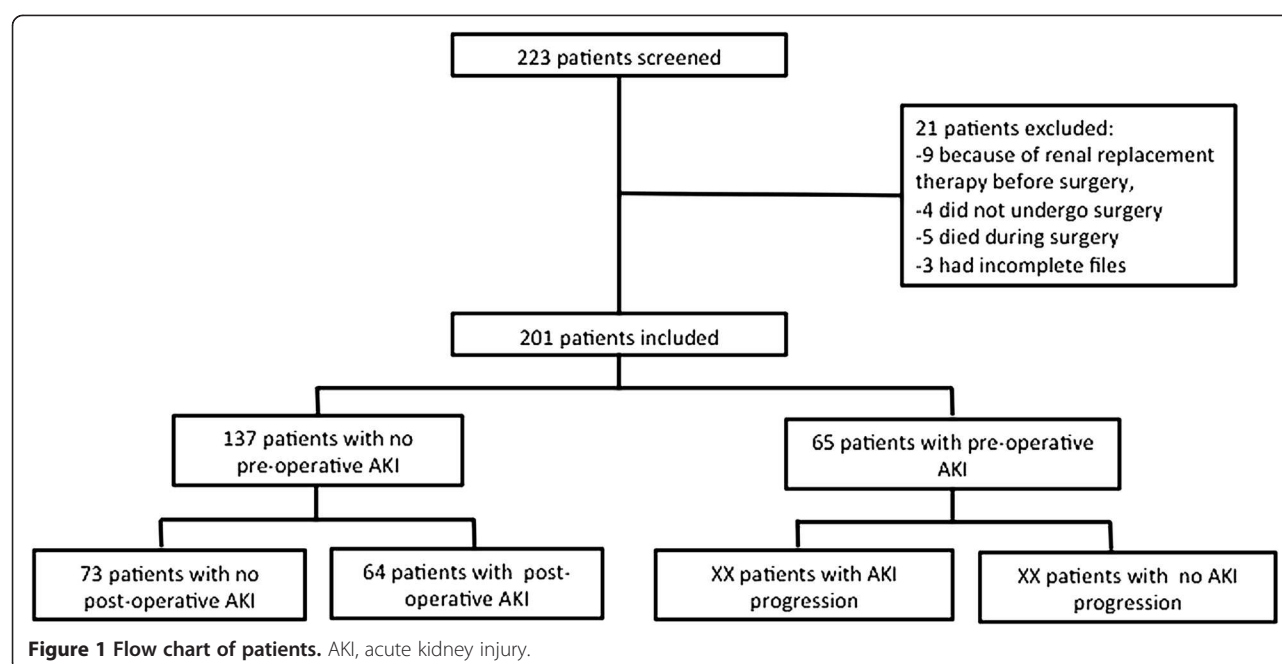 223 patients screened
21 patients excluded:
-9 because of renal replacement
therapy before surgery,
-4 did not undergo surgery
-5 died during surgery
-3 had incomplete files
201 patients included
137 patients with no
pre-operative AKI
65 patients with pre-operative
AKI
73 patients with no
post-operative AKI
64 patients with post-
operative AKI
XX patients with AKI
progression
XX patients with no AKI
progression
Figure 1 Flow chart of patients. AKI, acute kidney injury.